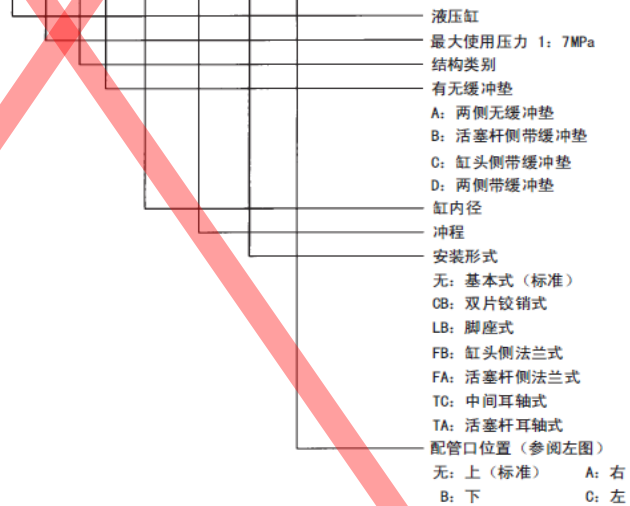 液压缸
最大使用压力 1: 7MPa
结构类别
有无缓冲垫
A: 两侧无缓冲垫
B: 活塞杆侧带缓冲垫
C: 缸头侧带缓冲垫
D: 两侧带缓冲垫
缸内径
冲程
安装形式
无: 基本式（标准）
CB: 双片铰销式
LB: 脚座式
FB: 缸头侧法兰式
FA: 活塞杆侧法兰式
TC: 中间耳轴式
TA: 活塞杆耳轴式
配管口位置（参阅左图）
无: 上（标准） A: 右
B: 下 C: 左